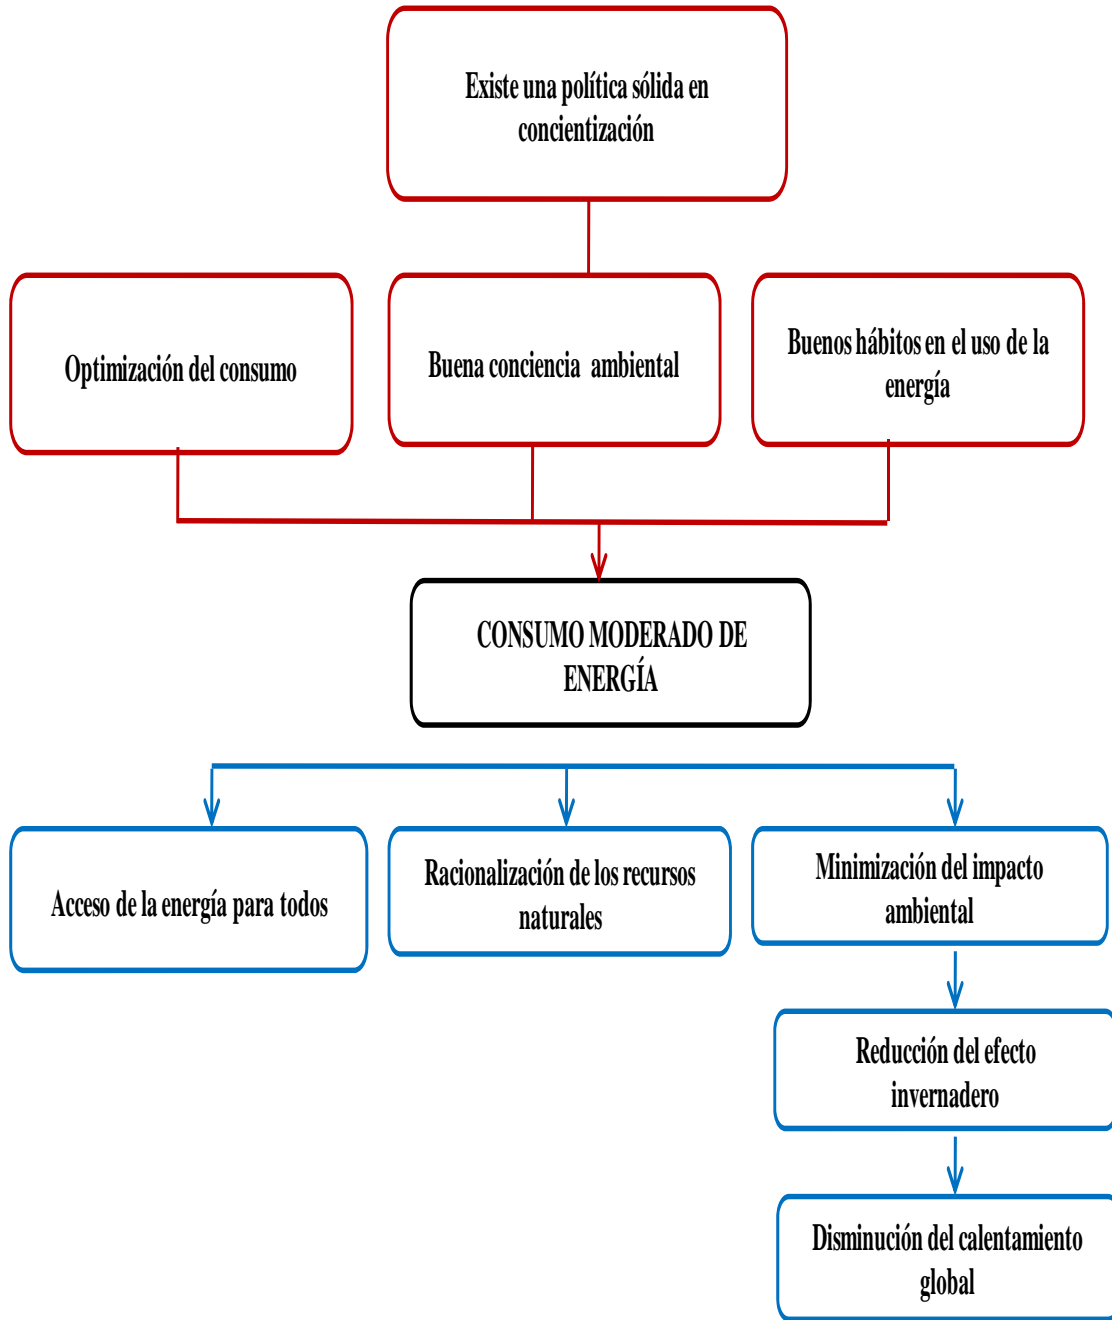 Existe una política sólida en
concientización
Optimización del consumo
Buena conciencia ambiental
Buenos hábitos en el uso de la
energía
CONSUMO MODERADO DE
ENERGÍA
Acceso de la energía para todos
Racionalización de los recursos
naturales
Minimización del impacto
ambiental
Reducción del efecto
invernadero
Disminución del calentamiento
global